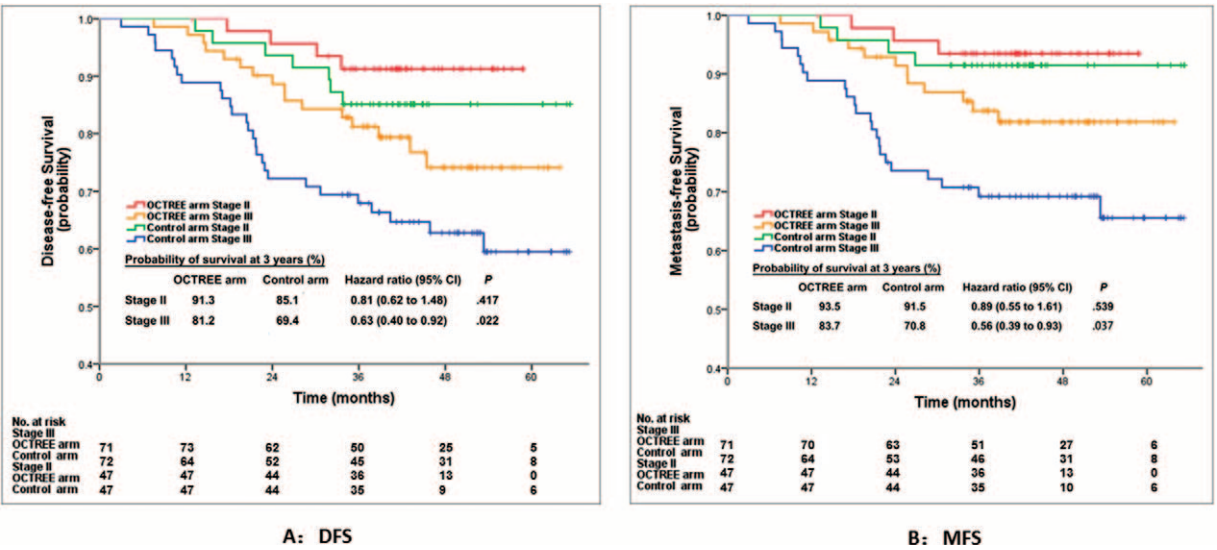 1.0
0.9
0.8
0.7
0.6
0.5
0.4
Disease-free Survival
(probability)
OCTREE arm Stage II
OCTREE arm Stage III
Control arm Stage II
Control arm Stage III
Probability of survival at 3 years (%)
OCTREE arm Control arm Hazard ratio (95% CI) P
Stage II 91.3 85.1 0.81 (0.62 to 1.48) .417
Stage III 81.2 69.4 0.63 (0.40 to 0.92) .022
0 12 24 36 48 60
Time (months)
No. at risk
Stage III
OCTREE arm 71 73 62 50 25 5
Control arm 72 64 52 45 31 8
Stage II
OCTREE arm 47 47 44 36 13 0
Control arm 47 47 44 35 9 6
A: DFS
1.0
0.9
0.8
0.7
0.6
0.5
0.4
Metastasis-free Survival
(probability)
OCTREE arm Stage II
OCTREE arm Stage III
Control arm Stage II
Control arm Stage III
Probability of survival at 3 years (%)
OCTREE arm Control arm Hazard ratio (95% CI) P
Stage II 93.5 91.5 0.89 (0.55 to 1.61) .539
Stage III 83.7 70.8 0.56 (0.39 to 0.93) .037
0 12 24 36 48 60
Time (months)
No. at risk
Stage III
OCTREE arm 71 70 63 51 27 6
Control arm 72 64 53 46 31 8
Stage II
OCTREE arm 47 47 44 36 13 0
Control arm 47 47 44 35 10 6
B: MFS